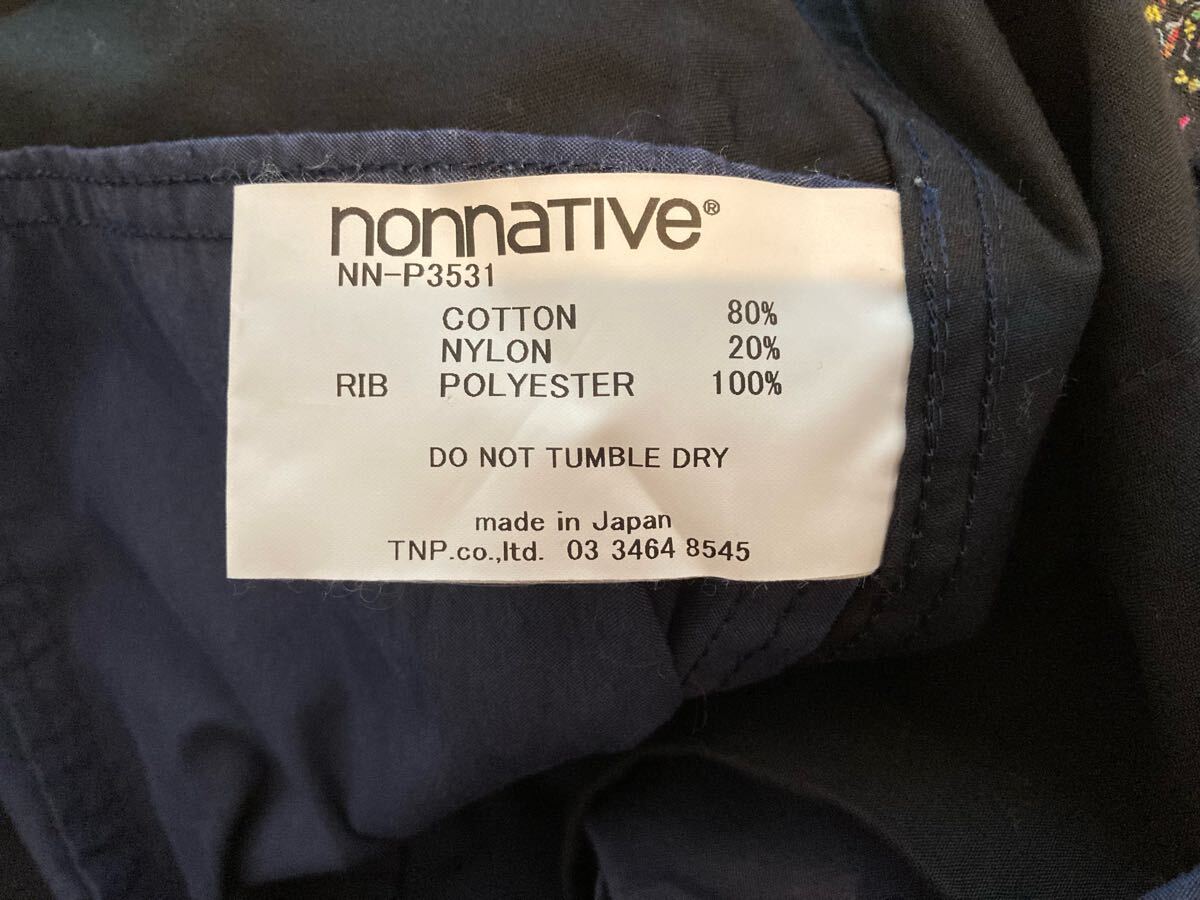 nonnaTIVe®
NN-P3531
COTTON 80%
NYLON 20%
RIB POLYESTER 100%
DO NOT TUMBLE DRY
made in Japan
TNP.co.,ltd. 03 3464 8545